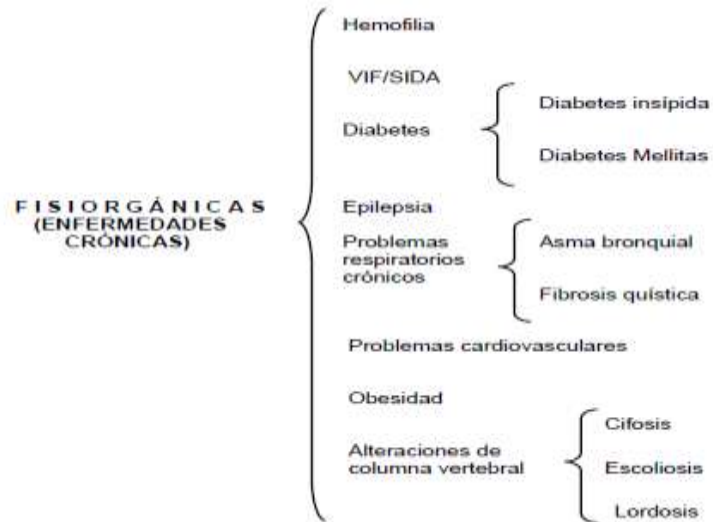 FISIORGÁNICAS
(ENFERMEDADES
CRÓNICAS)
Hemofilia
VIF/SIDA
Diabetes
Diabetes insípida
Diabetes Mellitas
Epilepsia
Problemas
respiratorios
crónicos
Asma bronquial
Fibrosis quística
Problemas cardiovasculares
Obesidad
Alteraciones de
columna vertebral
Cifosis
Escoliosis
Lordosis